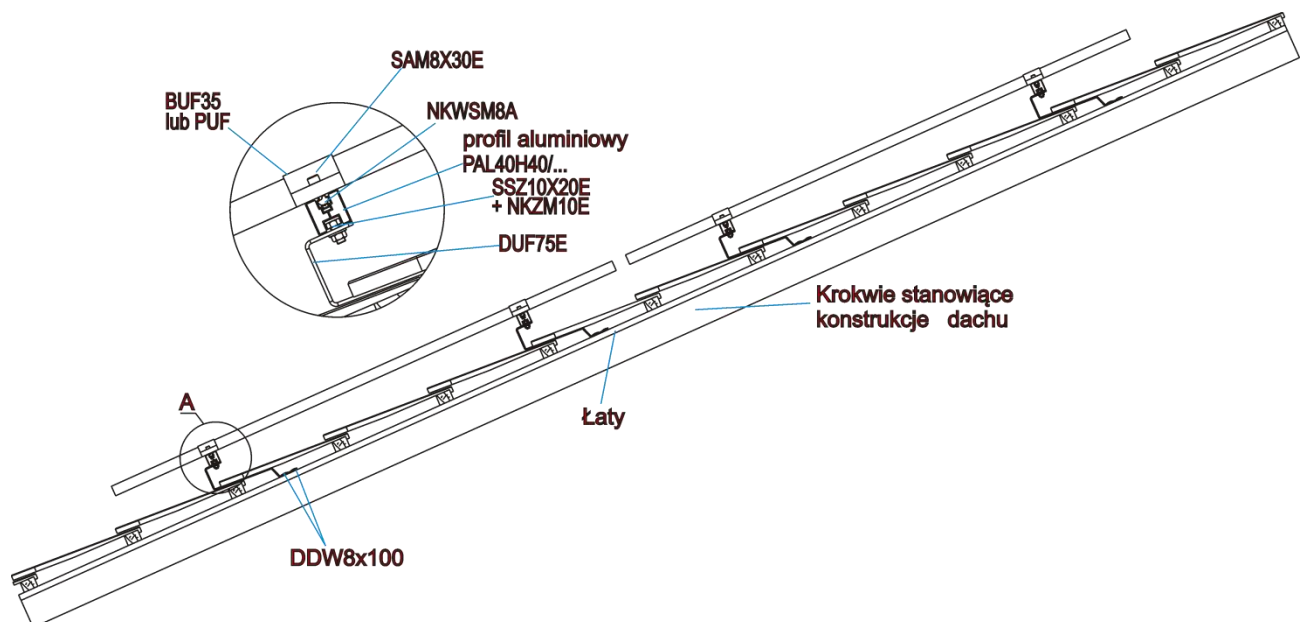 SAM8X30E
BUF35
lub PUF
NKWSM8A
profil aluminiowy
PAL40H40/...
SSZ10X20E
+ NKZM10E
DUF75E
Krokwie stanowiące
konstrukcje dachu
Łaty
A
DDW8x100